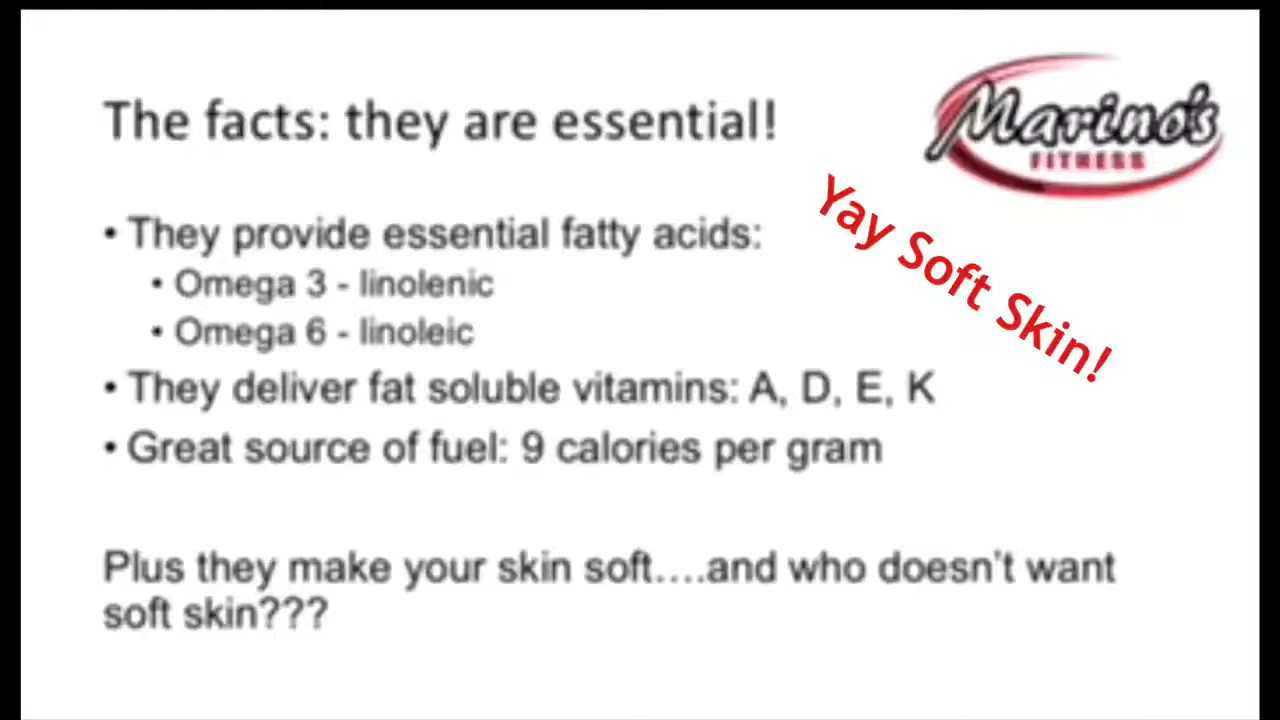 The facts: they are essential!
Marino's
FITNESS
Yay Soft Skin!
• They provide essential fatty acids:
• Omega 3 - linolenic
• Omega 6 - linoleic
• They deliver fat soluble vitamins: A, D, E, K
• Great source of fuel: 9 calories per gram
Plus they make your skin soft....and who doesn't want
soft skin???